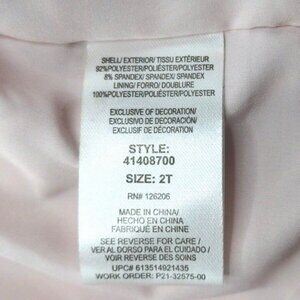 SHELL/ EXTERIOR/ TISSU EXTÉRIEUR
92%POLYESTER/POLIÉSTER/POLYESTER
8% SPANDEX/ SPANDEX/ SPANDEX
LINING/ FORRO/ DOUBLURE
100%POLYESTER/POLIÉSTER/POLYESTER
EXCLUSIVE OF DECORATION/
EXCLUSIVO DE DECORACIÓN/
EXCLUSIF DE DÉCORATION
STYLE:
41408700
SIZE: 2T
RN# 126206
MADE IN CHINA/
HECHO EN CHINA
FABRIQUÉ EN CHINE
SEE REVERSE FOR CARE /
VER AL DORSO PARA EL CUIDADO /
VOIR REVERSE DES SOINS
UPC# 613514921435
WORK ORDER: P21-32575-00